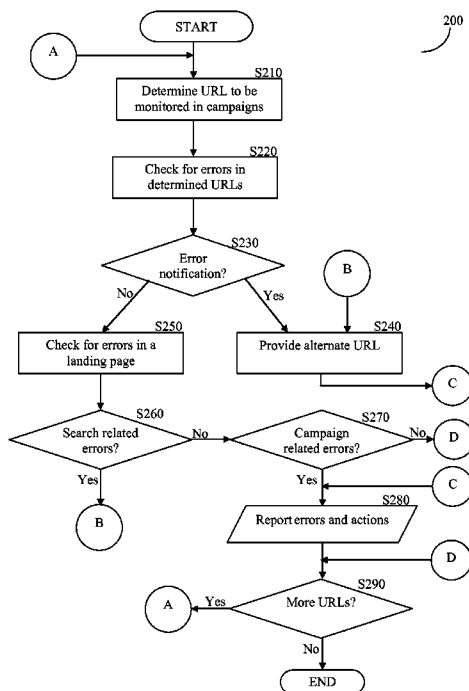 START
200
A
S210
Determine URL to be
monitored in campaigns
S220
Check for errors in
determined URLs
S230
Error
notification?
B
No
Yes
S250
S240
Check for errors in a
landing page
Provide alternate URL
C
S260
S270
Search related
errors?
No
Campaign
related errors?
No
D
Yes
Yes
C
S280
B
Report errors and actions
D
S290
A
Yes
More URLs?
No
END